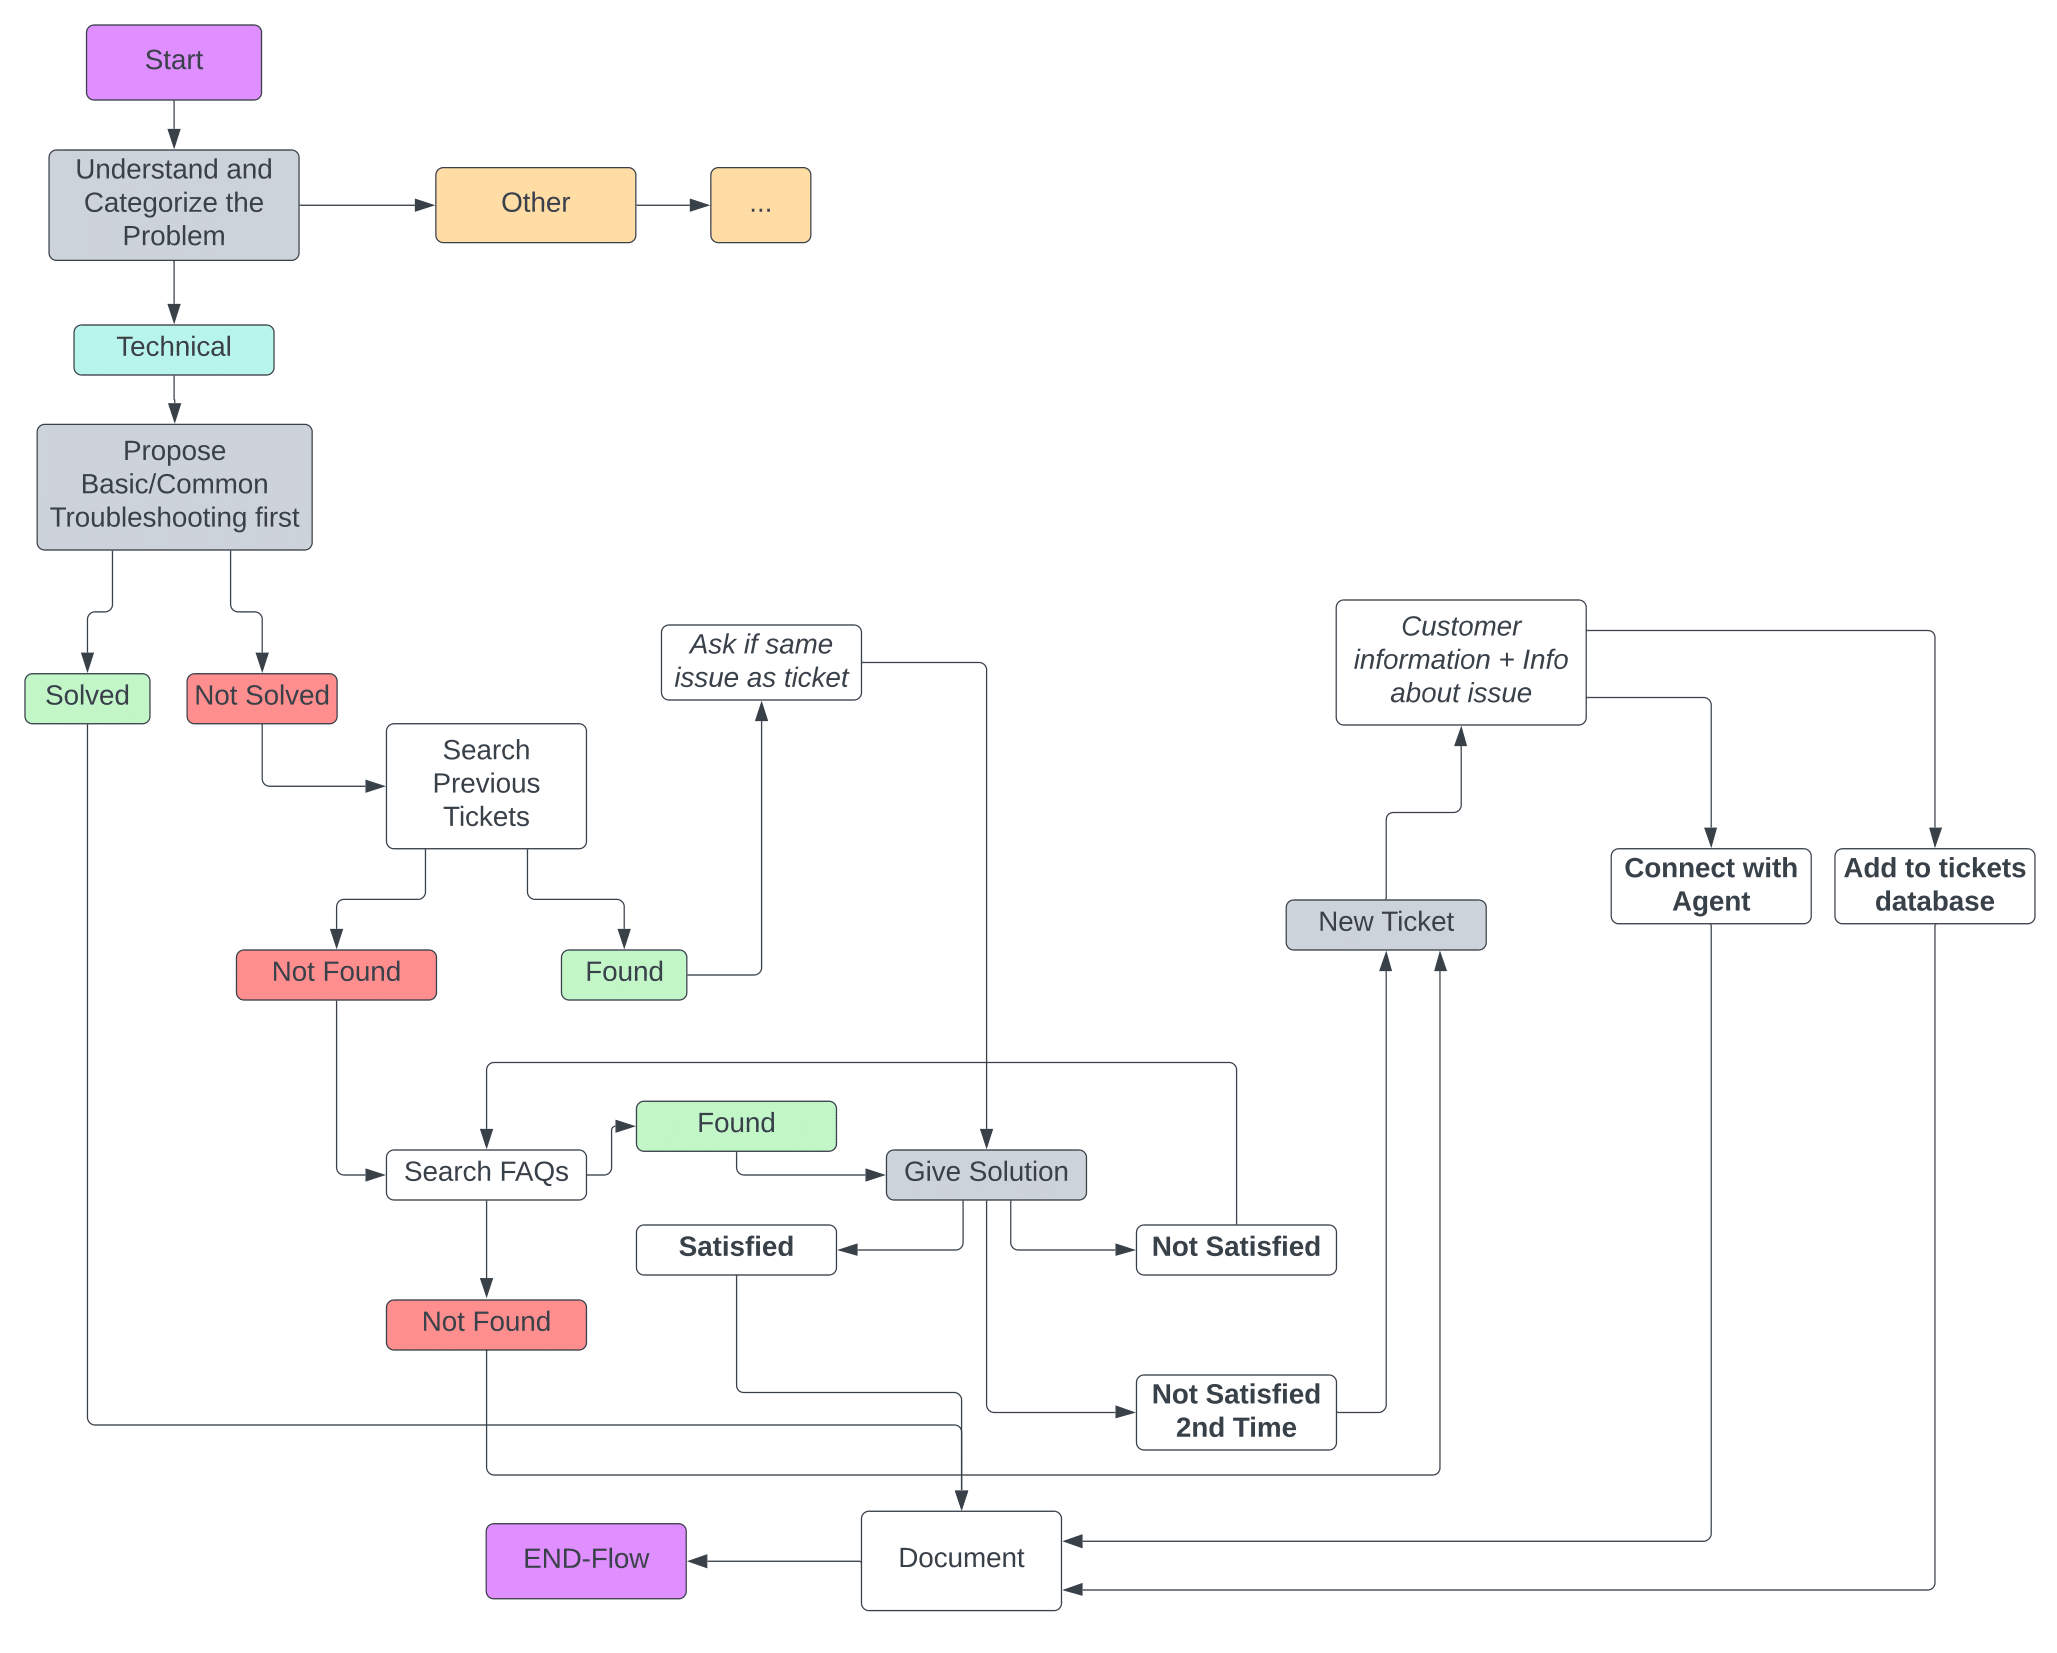 Start
Understand and
Categorize the
Problem
Other
...
Technical
Propose
Basic/Common
Troubleshooting first
Solved
Not Solved
Search
Previous
Tickets
Ask if same
issue as ticket
Customer
information + Info
about issue
Connect with
Agent
Add to tickets
database
New Ticket
Not Found
Found
Found
Search FAQs
Give Solution
Satisfied
Not Satisfied
Not Found
Not Satisfied
2nd Time
END-Flow
Document